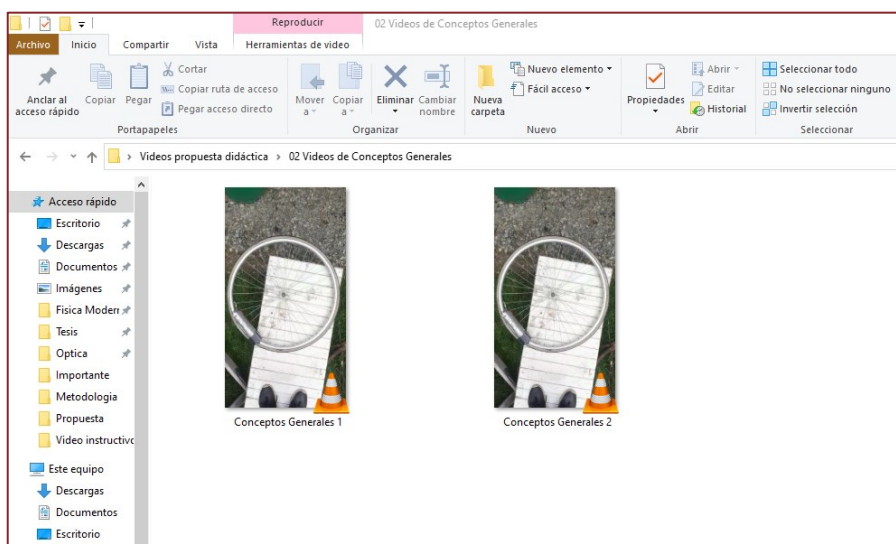 Reproducir
02 Videos de Conceptos Generales
Archivo
Inicio
Compartir
Vista
Herramientas de video
Anclar al
acceso rápido
Copiar
Pegar
Cortar
Copiar ruta de acceso
Pegar acceso directo
Portapapeles
Mover
a
Copiar
a
Eliminar
Cambiar
nombre
Organizar
Nueva
carpeta
Nuevo elemento
Fácil acceso
Nuevo
Propiedades
Abrir
Editar
Historial
Abrir
Seleccionar todo
No seleccionar ninguno
Invertir selección
Seleccionar
Videos propuesta didáctica > 02 Videos de Conceptos Generales
Acceso rápido
Escritorio
Descargas
Documentos
Imágenes
Fisica Modern
Tesis
Optica
Importante
Metodologia
Propuesta
Video instructivo
Este equipo
Descargas
Documentos
Escritorio
Conceptos Generales 1
Conceptos Generales 2